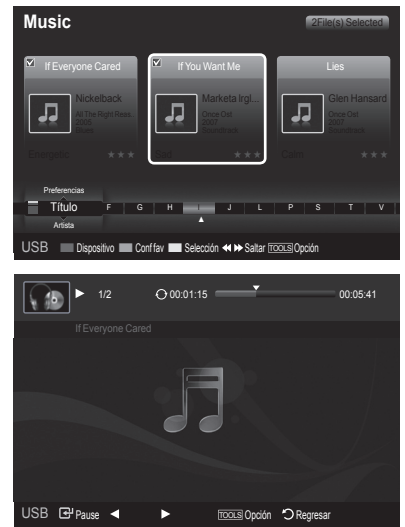 Music
2File(s) Selected
If Everyone Cared
If You Want Me
Lies
Nickelback
All The Right Reas
2005
Blues
Energetic
Marketa Irgl...
Once Ost
2007
Soundtrack
Sad
Glen Hansard
Once Ost
2007
Soundtrack
Calm
Preferencias
Título
F G H I J L P S T V
Artista
USB Dispositivo Conf fav Selección Saltar TOOLS Opción
1/2 00:01:15 00:05:41
If Everyone Cared
USB Pause TOOLS Opción Regresar